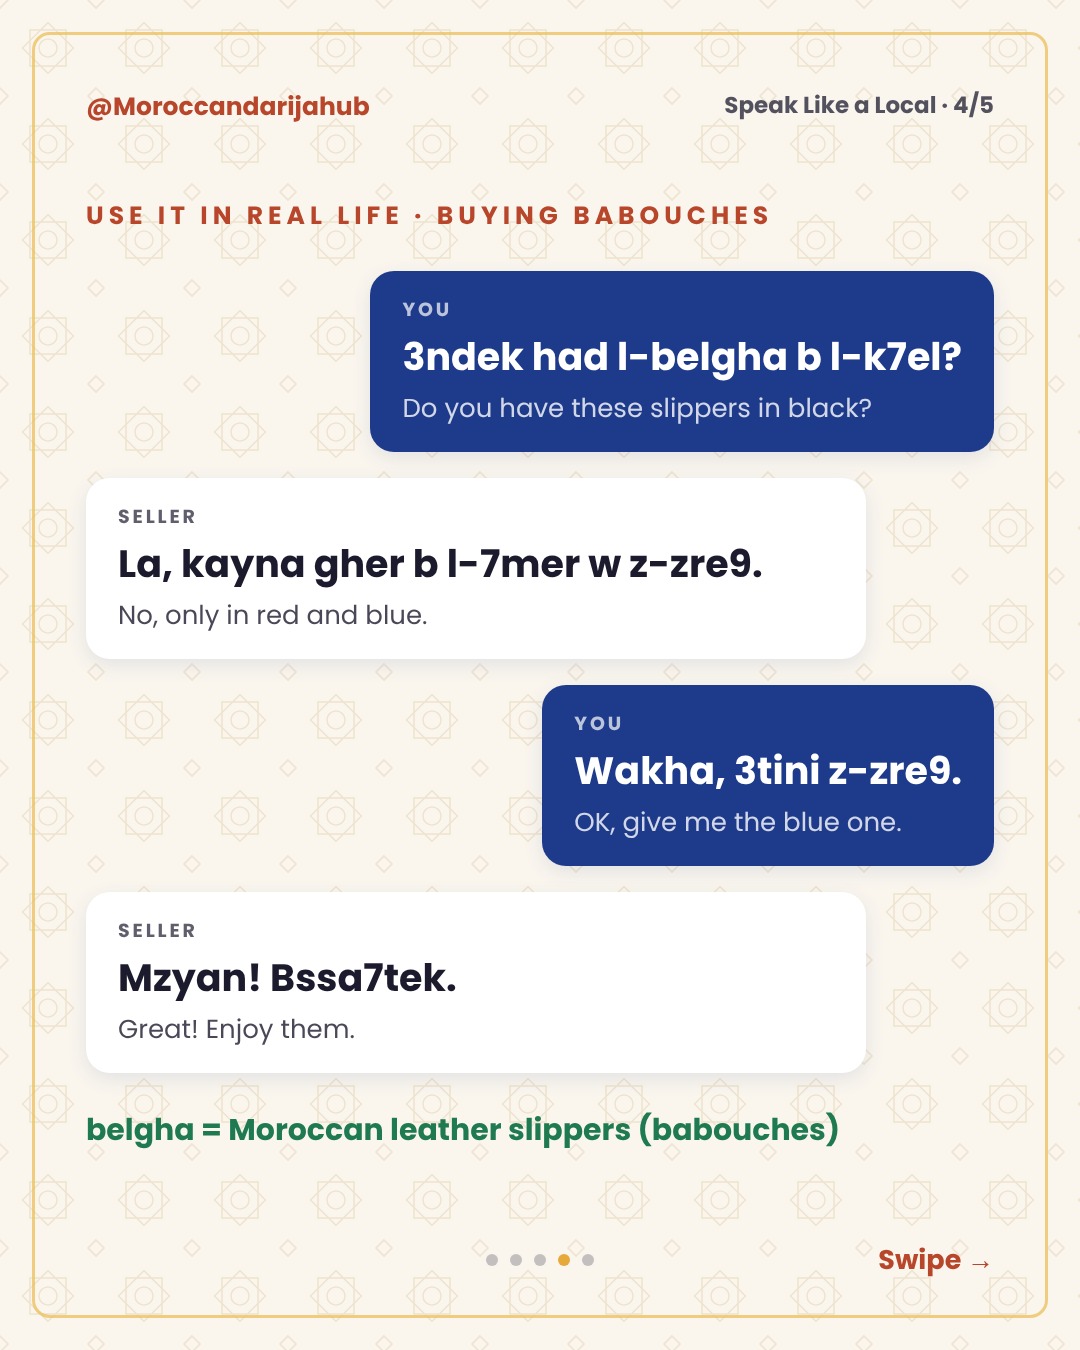 @Moroccandarijahub
Speak Like a Local · 4/5
USE IT IN REAL LIFE · BUYING BABOUCHES
YOU
3ndek had l-belgha b l-k7el?
Do you have these slippers in black?
SELLER
La, kayna gher b l-7mer w z-zre9.
No, only in red and blue.
YOU
Wakha, 3tini z-zre9.
OK, give me the blue one.
SELLER
Mzyan! Bssa7tek.
Great! Enjoy them.
belgha = Moroccan leather slippers (babouches)
Swipe →